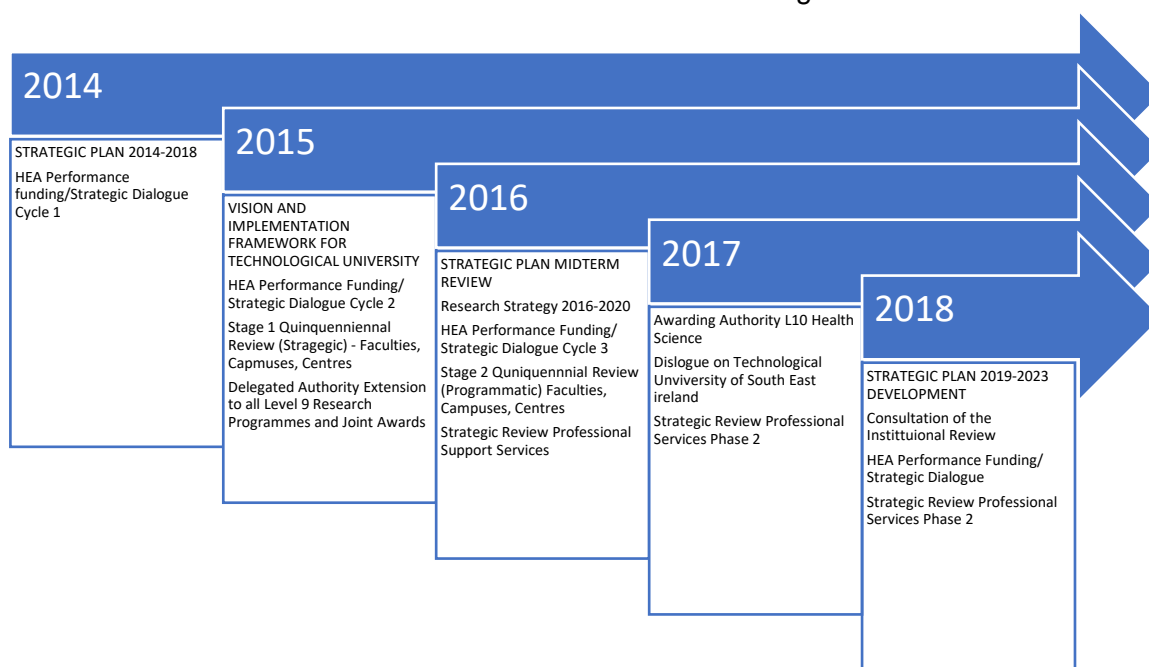 2014
STRATEGIC PLAN 2014-2018
HEA Performance
funding/Strategic Dialogue
Cycle 1
2015
VISION AND
IMPLEMENTATION
FRAMEWORK FOR
TECHNOLOGICAL UNIVERSITY
HEA Performance Funding/
Strategic Dialogue Cycle 2
Stage 1 Quinquenniennal
Review (Stragegic) - Faculties,
Capmuses, Centres
Delegated Authority Extension
to all Level 9 Research
Programmes and Joint Awards
2016
STRATEGIC PLAN MIDTERM
REVIEW
Research Strategy 2016-2020
HEA Performance Funding/
Strategic Dialogue Cycle 3
Stage 2 Quniquennnial Review
(Programmatic) Faculties,
Campuses, Centres
Strategic Review Professional
Support Services
2017
Awarding Authority L10 Health
Science
Dislogue on Technological
Unviversity of South East
ireland
Strategic Review Professional
Services Phase 2
2018
STRATEGIC PLAN 2019-2023
DEVELOPMENT
Consultation of the
Instittuional Review
HEA Performance Funding/
Strategic Dialogue
Strategic Review Professional
Services Phase 2